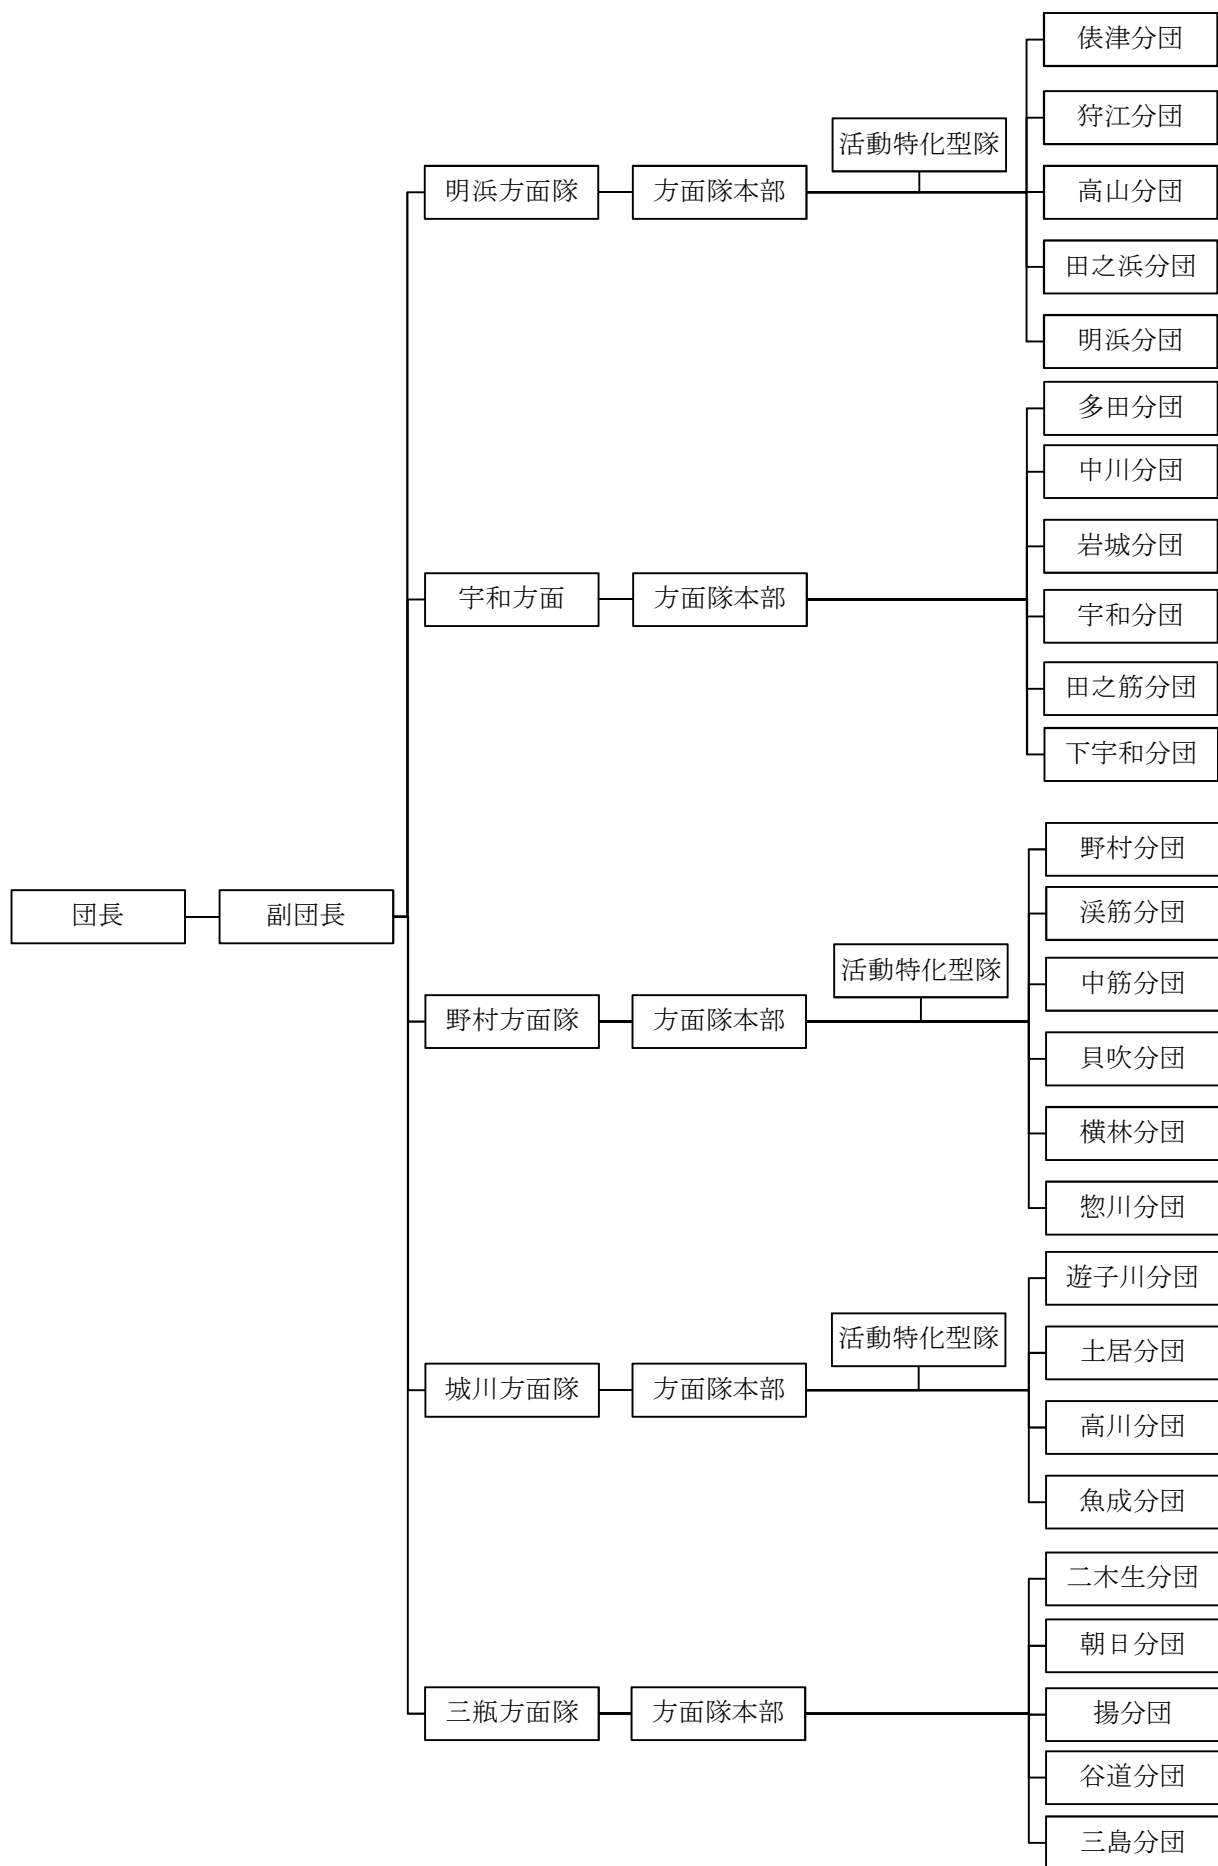 団長
副団長
明浜方面隊
方面隊本部
活動特化型隊
俵津分団
狩江分団
高山分団
田之浜分団
明浜分団
宇和方面
方面隊本部
多田分団
中川分団
岩城分団
宇和分団
田之筋分団
下宇和分団
野村方面隊
方面隊本部
活動特化型隊
野村分団
渓筋分団
中筋分団
貝吹分団
横林分団
惣川分団
城川方面隊
方面隊本部
活動特化型隊
遊子川分団
土居分団
高川分団
魚成分団
三瓶方面隊
方面隊本部
二木生分団
朝日分団
揚分団
谷道分団
三島分団